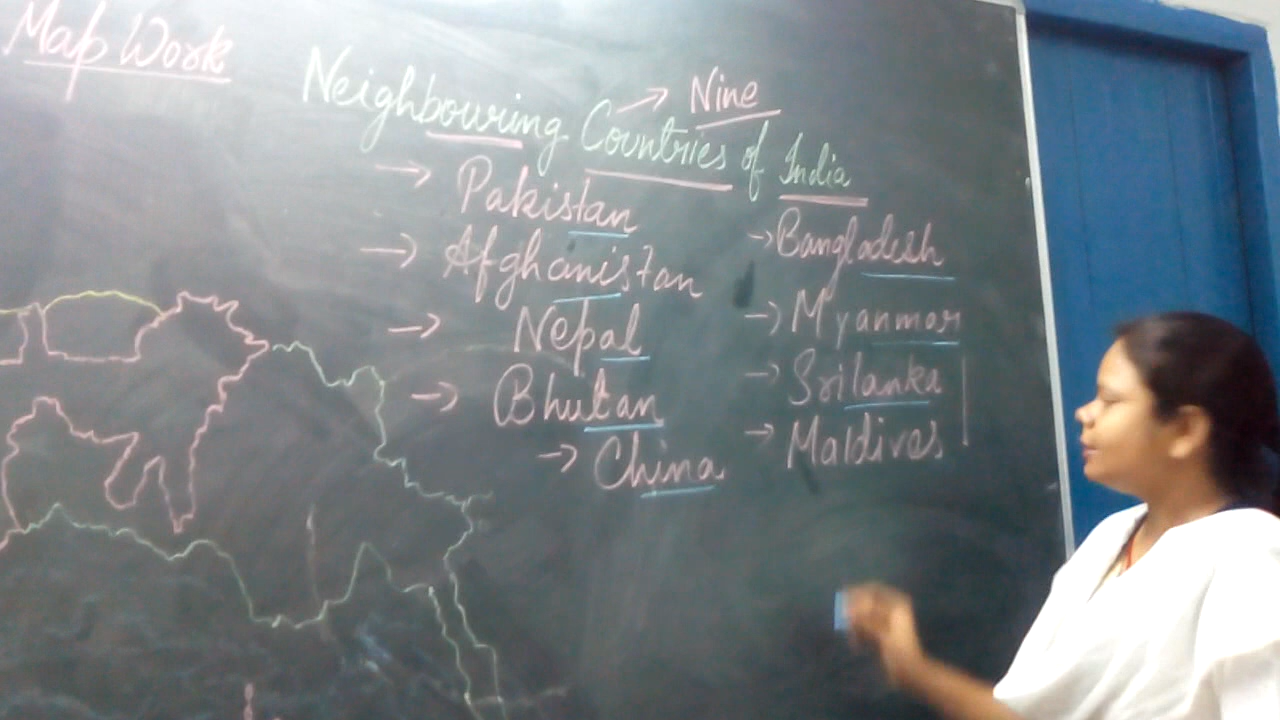 Map Work
→ Nine
Neighbouring Countries of India
→ Pakistan
→ Afghanistan
→ Nepal
→ Bhutan
→ China
→ Bangladesh
→ Myanmar
→ Srilanka
→ Maldives